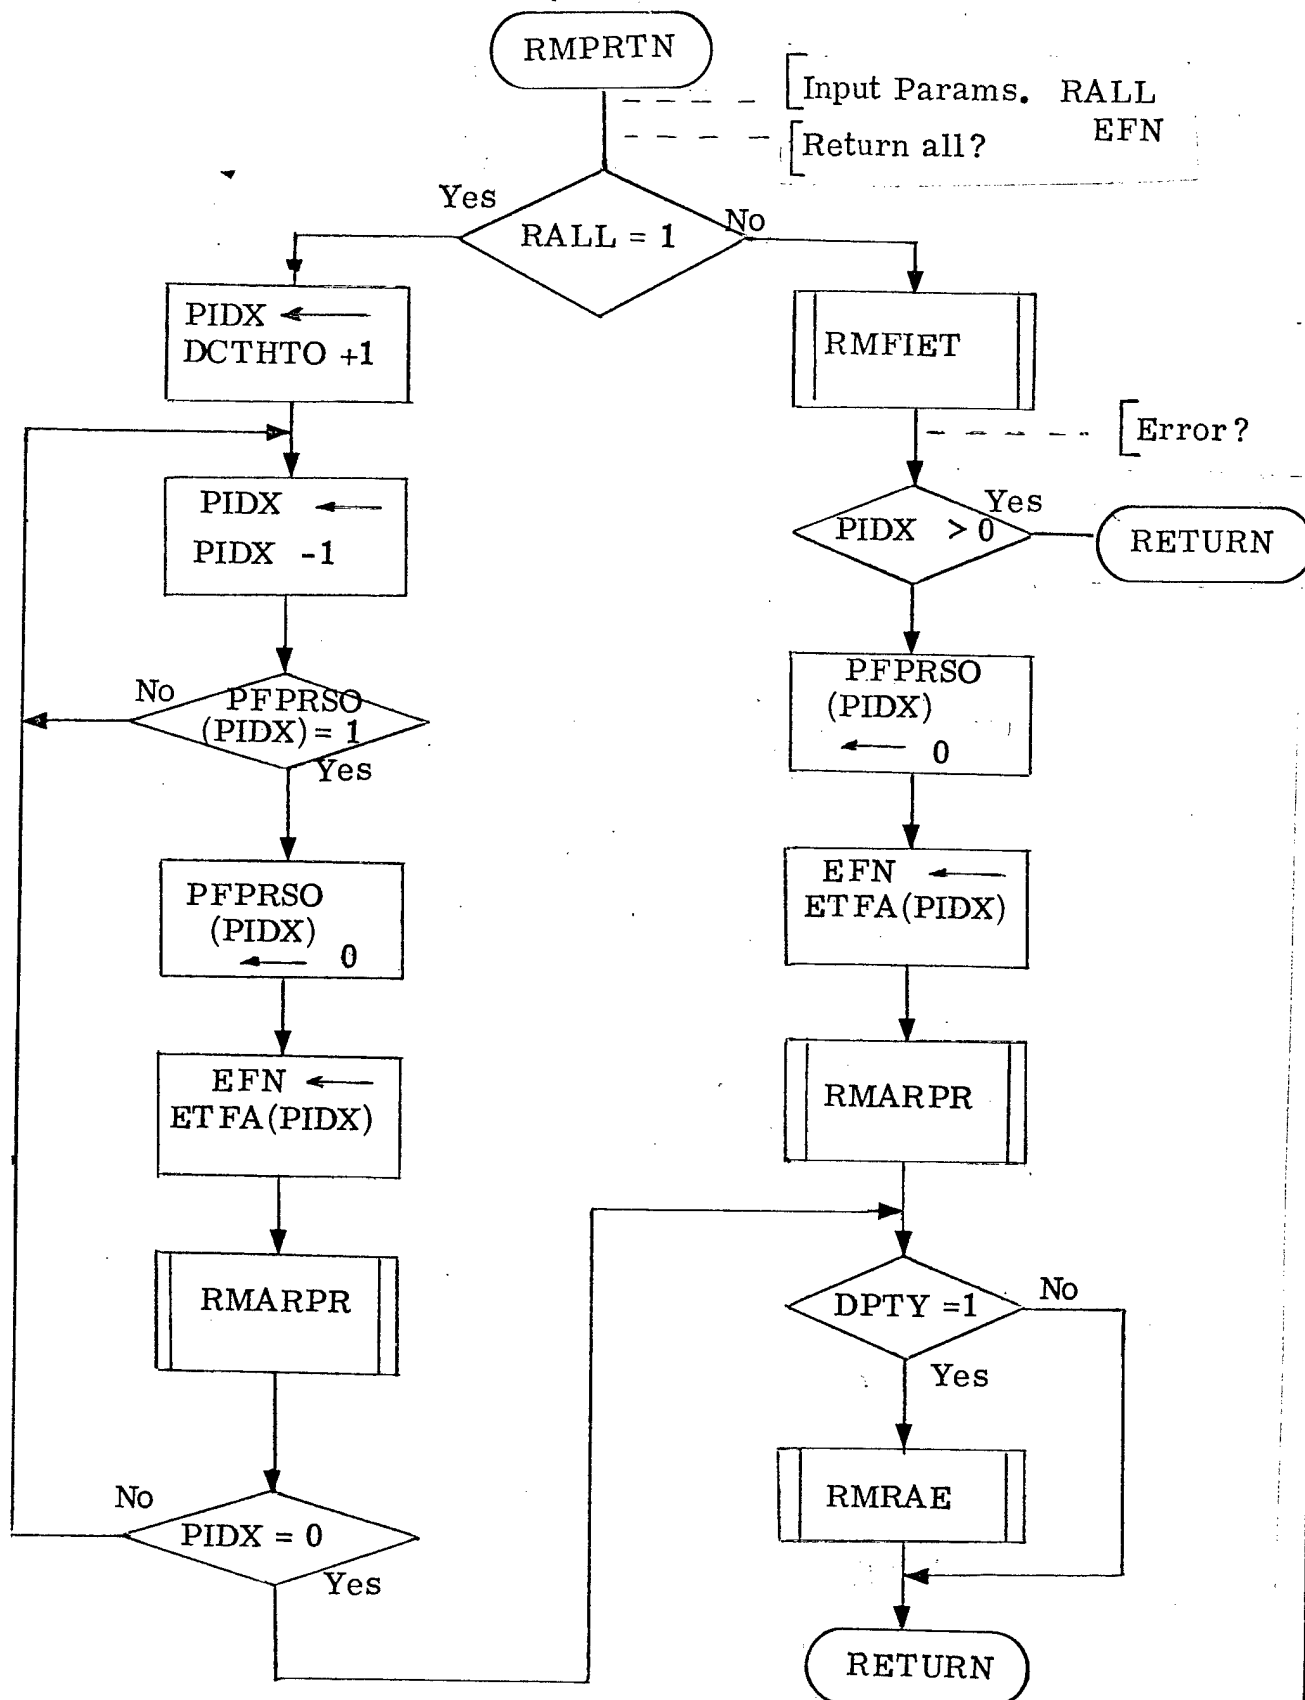 RMPRTN
Input Params. RALL
EFN
Return all?
Yes
RALL = 1
No
PIDX ←
DCTHTO +1
RMFIET
Error?
PIDX ←
PIDX -1
PIDX > 0
Yes
RETURN
No
PFPRSO
(PIDX) = 1
Yes
PFPRSO
(PIDX)
← 0
PFPRSO
(PIDX)
← 0
EFN ←
ETFA(PIDX)
EFN ←
ETFA(PIDX)
RMARPR
RMARPR
DPTY =1
No
Yes
RMRAE
No
PIDX = 0
Yes
RETURN